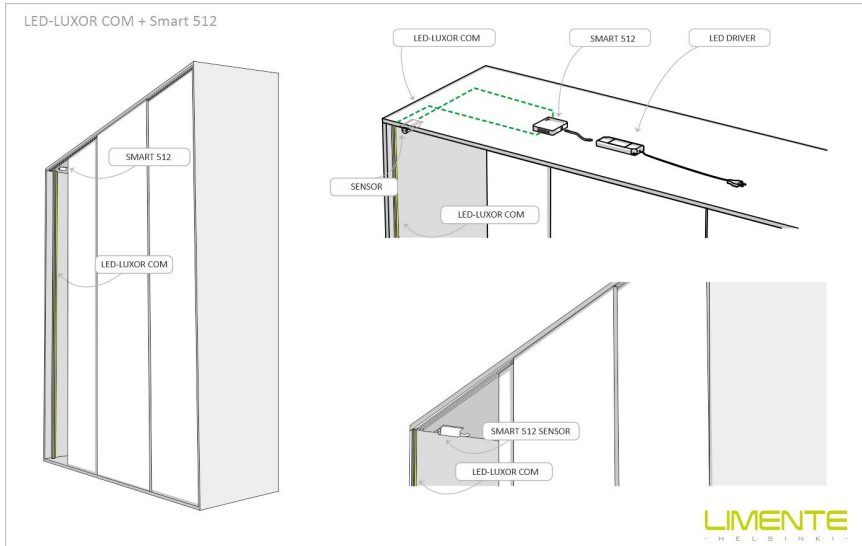 LED-LUXOR COM + Smart 512
LED-LUXOR COM
SMART 512
LED DRIVER
SMART 512
SENSOR
LED-LUXOR COM
LED-LUXOR COM
SMART 512 SENSOR
LED-LUXOR COM
LIMENTE
· HELSINKI ·